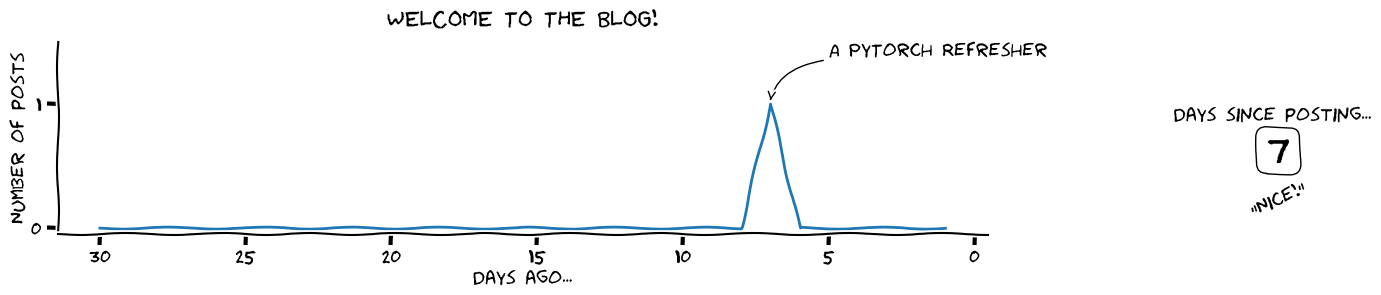 WELCOME TO THE BLOG!
A PYTORCH REFRESHER
NUMBER OF POSTS
1
0
30 25 20 15 10 5 0
DAYS AGO...
DAYS SINCE POSTING...
7
"NICE!"